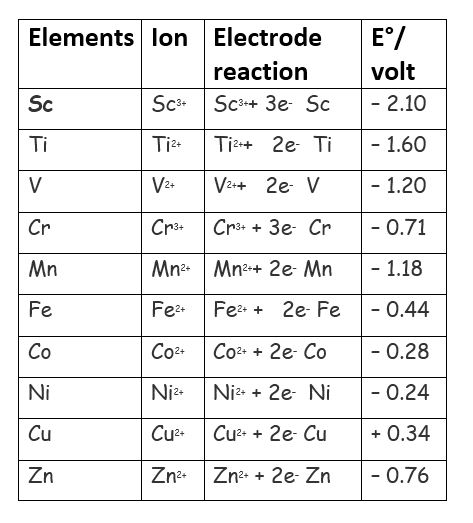 Elements Ion Electrode reaction E°/ volt
Sc Sc³⁺ Sc³⁺+ 3e⁻ Sc – 2.10
Ti Ti²⁺ Ti²⁺+ 2e⁻ Ti – 1.60
V V²⁺ V²⁺+ 2e⁻ V – 1.20
Cr Cr³⁺ Cr³⁺ + 3e⁻ Cr – 0.71
Mn Mn²⁺ Mn²⁺+ 2e⁻ Mn – 1.18
Fe Fe²⁺ Fe²⁺ + 2e⁻ Fe – 0.44
Co Co²⁺ Co²⁺ + 2e⁻ Co – 0.28
Ni Ni²⁺ Ni²⁺ + 2e⁻ Ni – 0.24
Cu Cu²⁺ Cu²⁺ + 2e⁻ Cu + 0.34
Zn Zn²⁺ Zn²⁺ + 2e⁻ Zn – 0.76